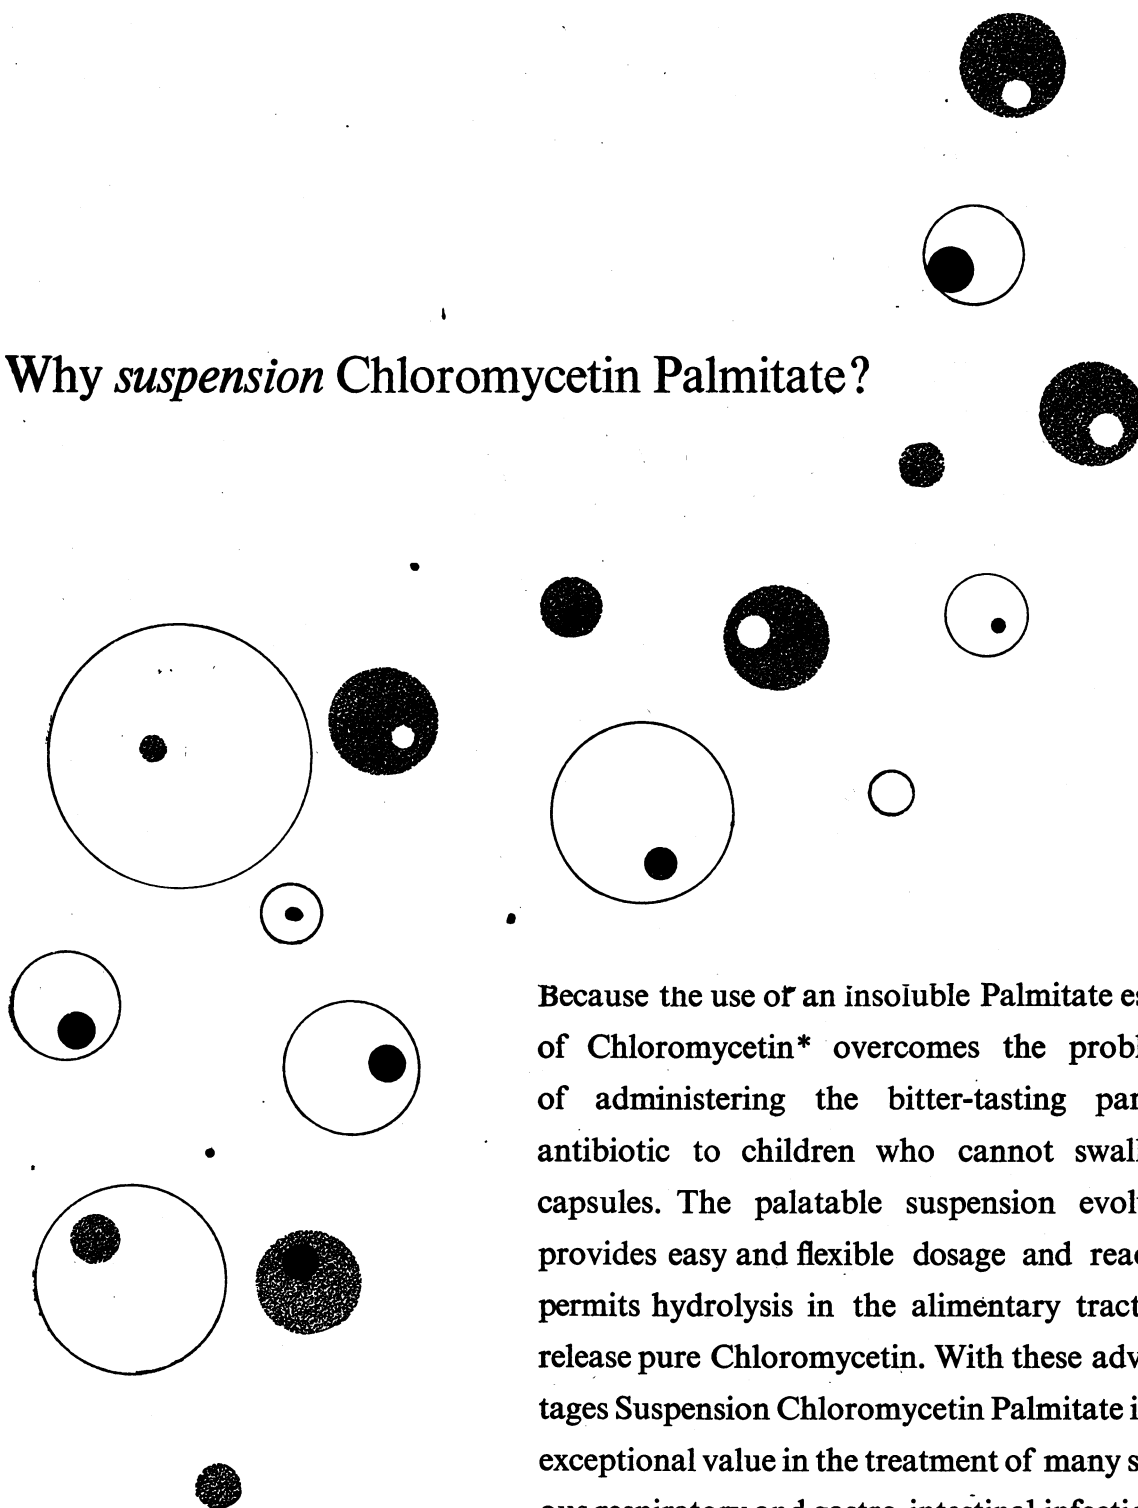 Why suspension Chloromycetin Palmitate?
Because the use of an insoluble Palmitate
of Chloromycetin* overcomes the
of administering the bitter-tasting
antibiotic to children who cannot
capsules. The palatable suspension
provides easy and flexible dosage and
permits hydrolysis in the alimentary tract
release pure Chloromycetin. With these
tages Suspension Chloromycetin Palmitate
exceptional value in the treatment of many